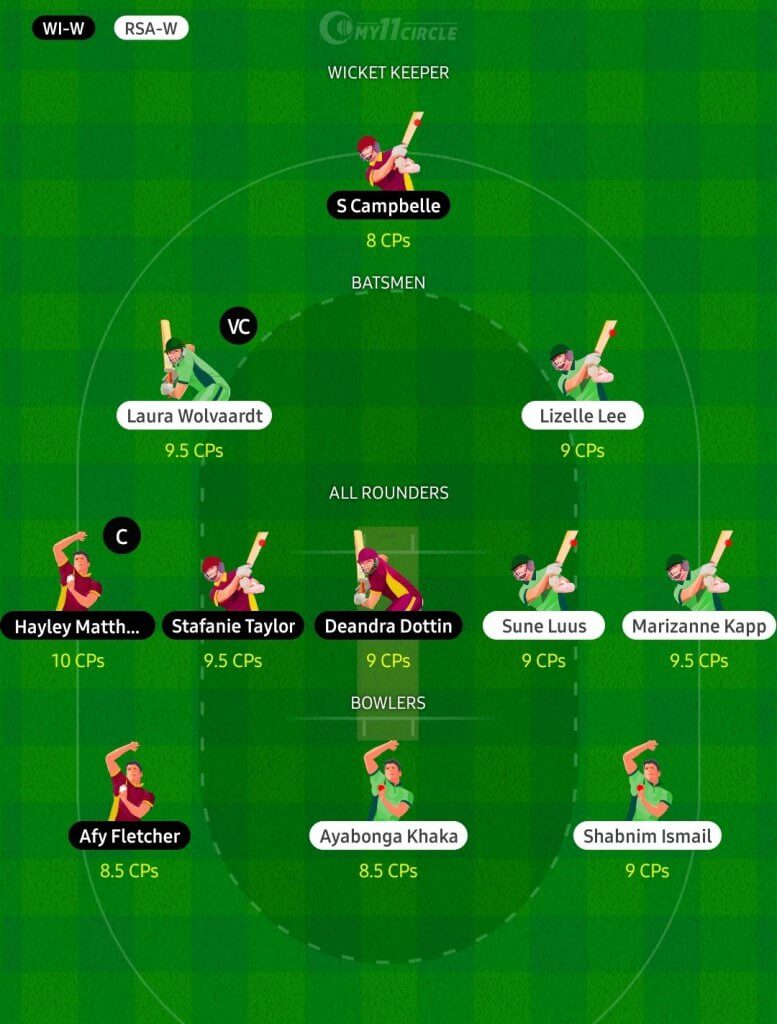 WI-W RSA-W MY11CIRCLE
WICKET KEEPER
S Campbelle
8 CPs
BATSMEN
VC
Laura Wolvaardt Lizelle Lee
9.5 CPs 9 CPs
ALL ROUNDERS
C
Hayley Matth... Stafanie Taylor Deandra Dottin Sune Luus Marizanne Kapp
10 CPs 9.5 CPs 9 CPs 9 CPs 9.5 CPs
BOWLERS
Afy Fletcher Ayabonga Khaka Shabnim Ismail
8.5 CPs 8.5 CPs 9 CPs